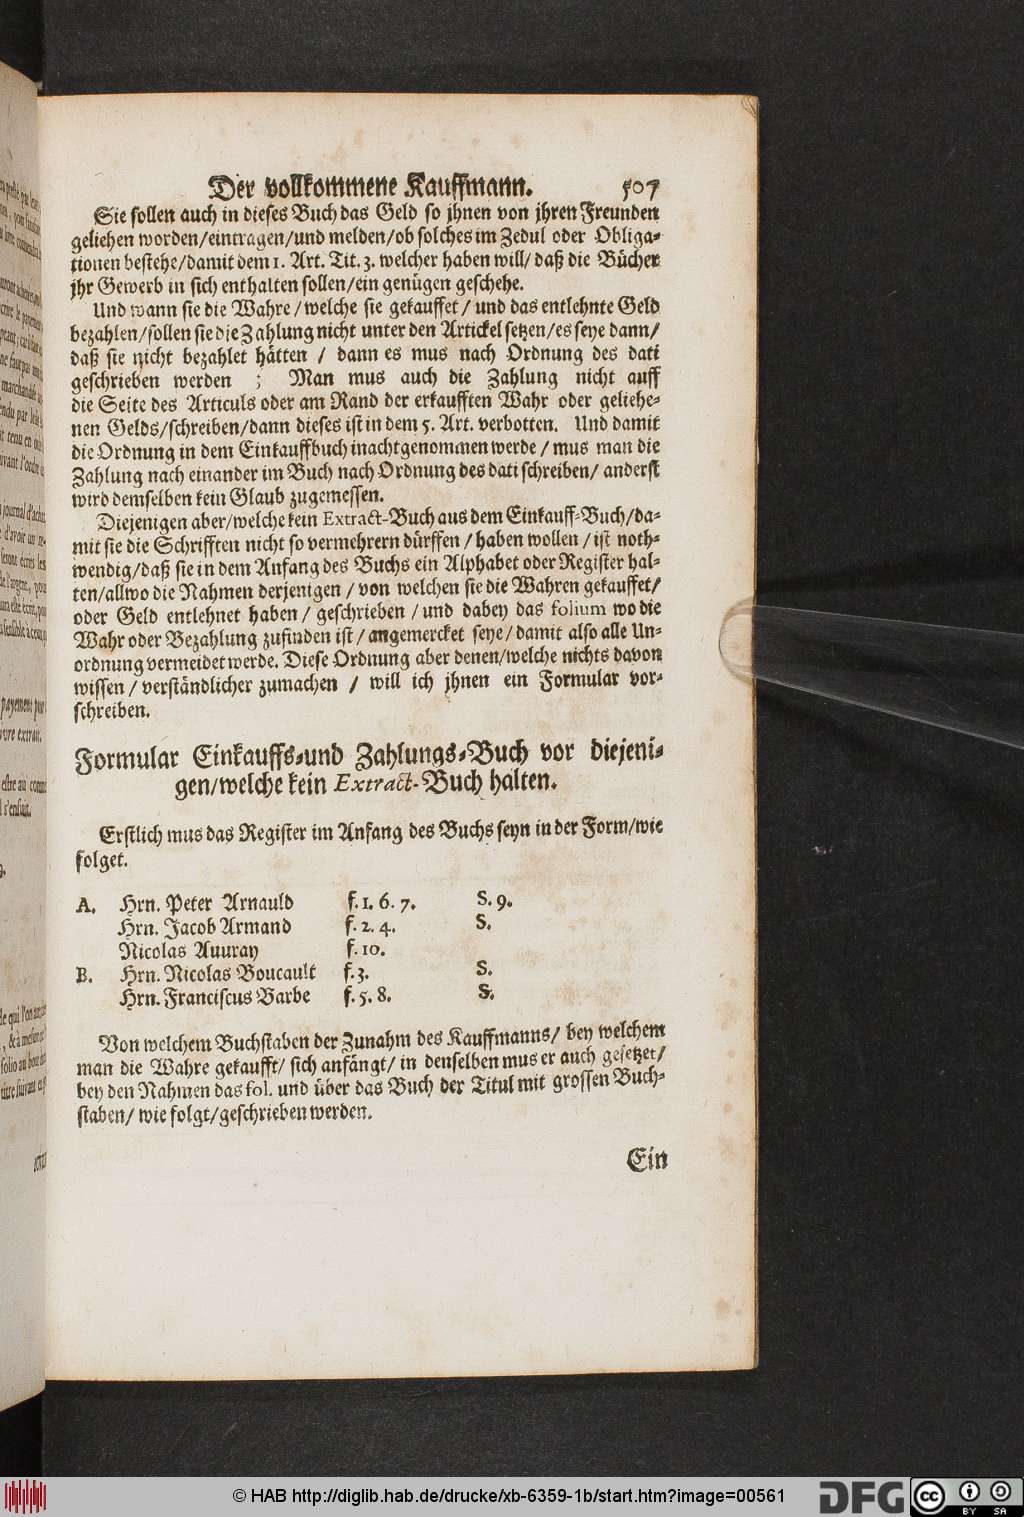 Der vollkommene Kauffmann. 507
Sie sollen auch in dieses Buch das Geld so jhnen von jhren Freunden
geliehen worden/eintragen/und melden/ob solches im Zedul oder Obliga-
tionen bestehe/damit dem 1. Art. Tit. 3. welcher haben will/ daß die Bücher
jhr Gewerb in sich enthalten sollen/ein genügen geschehe.
Und wann sie die Wahre/welche sie gekauffet/ und das entlehnte Geld
bezahlen/sollen sie die Zahlung nicht unter den Artickel setzen/es seye dann/
daß sie nicht bezahlet hätten / dann es mus nach Ordnung des dati
geschrieben werden ; Man mus auch die Zahlung nicht auff
die Seite des Articuls oder am Rand der erkaufften Wahr oder geliehe-
nen Gelds/schreiben/dann dieses ist in dem 5. Art. verbotten. Und damit
die Ordnung in dem Einkauffbuch inachtgenommen werde/ mus man die
Zahlung nach einander im Buch nach Ordnung des dati schreiben/ anderst
wird demselben kein Glaub zugemessen.
Diejenigen aber/welche kein Extract-Buch aus dem Einkauff-Buch/da-
mit sie die Schrifften nicht so vermehrern dürffen/haben wollen/ist noth-
wendig/daß sie in dem Anfang des Buchs ein Alphabet oder Register hal-
ten/allwo die Nahmen derjenigen / von welchen sie die Wahren gekauffet/
oder Geld entlehnet haben/ geschrieben/und dabey das folium wo die
Wahr oder Bezahlung zufinden ist/ angemercket seye/damit also alle Un-
ordnung vermeidet werde. Diese Ordnung aber denen/welche nichts davon
wissen/ verständlicher zumachen / will ich jhnen ein Formular vor-
schreiben.
Formular Einkauffs-und Zahlungs-Buch vor diejeni-
gen/welche kein Extract-Buch halten.
Erstlich mus das Register im Anfang des Buchs seyn in der Form/wie
folget.
A. Hrn. Peter Arnauld f. 1. 6. 7. S. 9.
Hrn. Jacob Armand f. 2. 4. S.
Nicolas Auuray f. 10.
B. Hrn. Nicolas Boucault f. 3. S.
Hrn. Franciscus Barbe f. 5. 8. S.
Von welchem Buchstaben der Zunahm des Kauffmanns/ bey welchem
man die Wahre gekaufft/ sich anfängt/ in denselben mus er auch gesetzet/
bey den Nahmen das fol. und über das Buch der Titul mit grossen Buch-
staben/ wie folgt/geschrieben werden.
Ein
© HAB http://diglib.hab.de/drucke/xb-6359-1b/start.htm?image=00561
DFG
cc BY SA